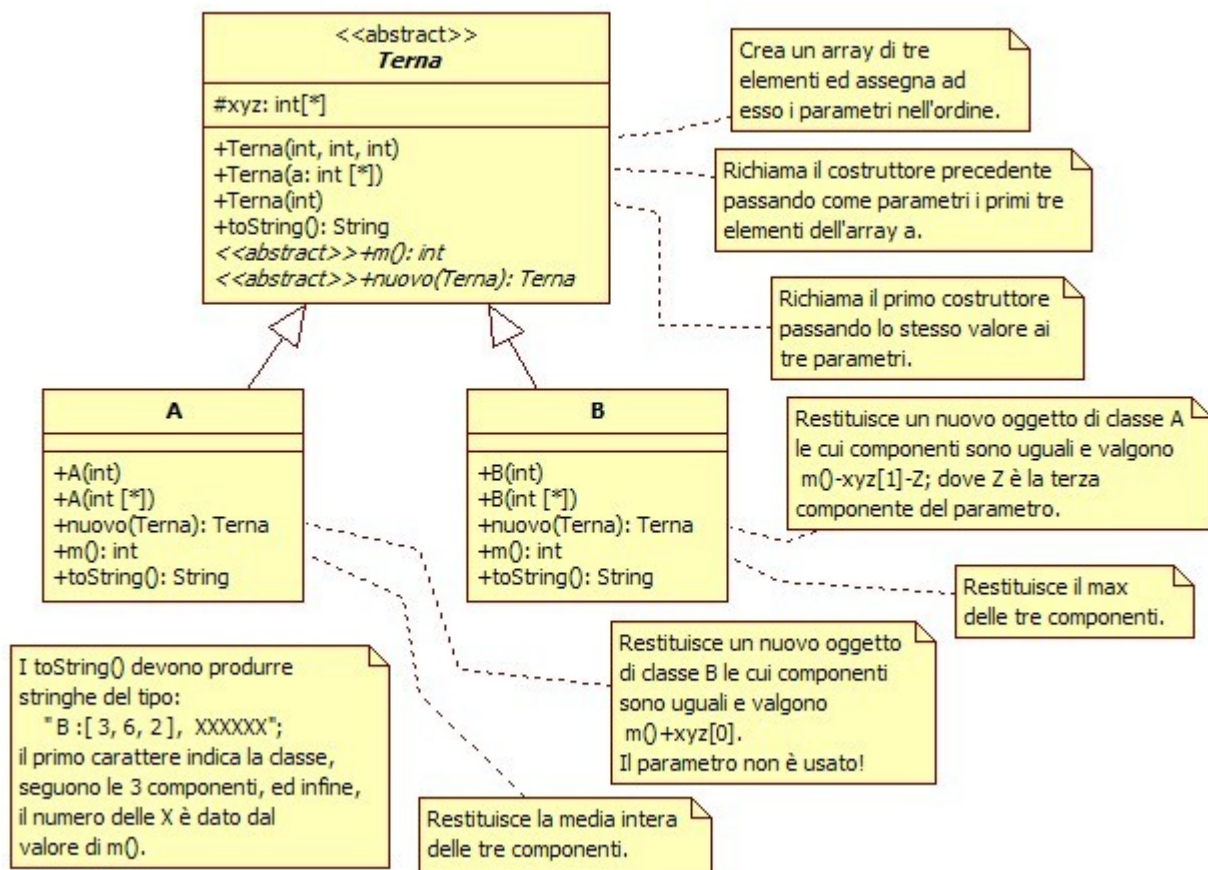 <<abstract>>
Terna
#xyz: int[*]
+Terna(int, int, int)
+Terna(a: int [*])
+Terna(int)
+toString(): String
<<abstract>>+m(): int
<<abstract>>+nuovo(Terna): Terna
Crea un array di tre
elementi ed assegna ad
esso i parametri nell'ordine.
Richiama il costruttore precedente
passando come parametri i primi tre
elementi dell'array a.
Richiama il primo costruttore
passando lo stesso valore ai
tre parametri.
A
+A(int)
+A(int [*])
+nuovo(Terna): Terna
+m(): int
+toString(): String
B
+B(int)
+B(int [*])
+nuovo(Terna): Terna
+m(): int
+toString(): String
Restituisce un nuovo oggetto di classe A
le cui componenti sono uguali e valgono
m()-xyz[1]-Z; dove Z è la terza
componente del parametro.
Restituisce il max
delle tre componenti.
Restituisce un nuovo oggetto
di classe B le cui componenti
sono uguali e valgono
m()+xyz[0].
Il parametro non è usato!
I toString() devono produrre
stringhe del tipo:
" B :[ 3, 6, 2 ], XXXXXX";
il primo carattere indica la classe,
seguono le 3 componenti, ed infine,
il numero delle X è dato dal
valore di m().
Restituisce la media intera
delle tre componenti.